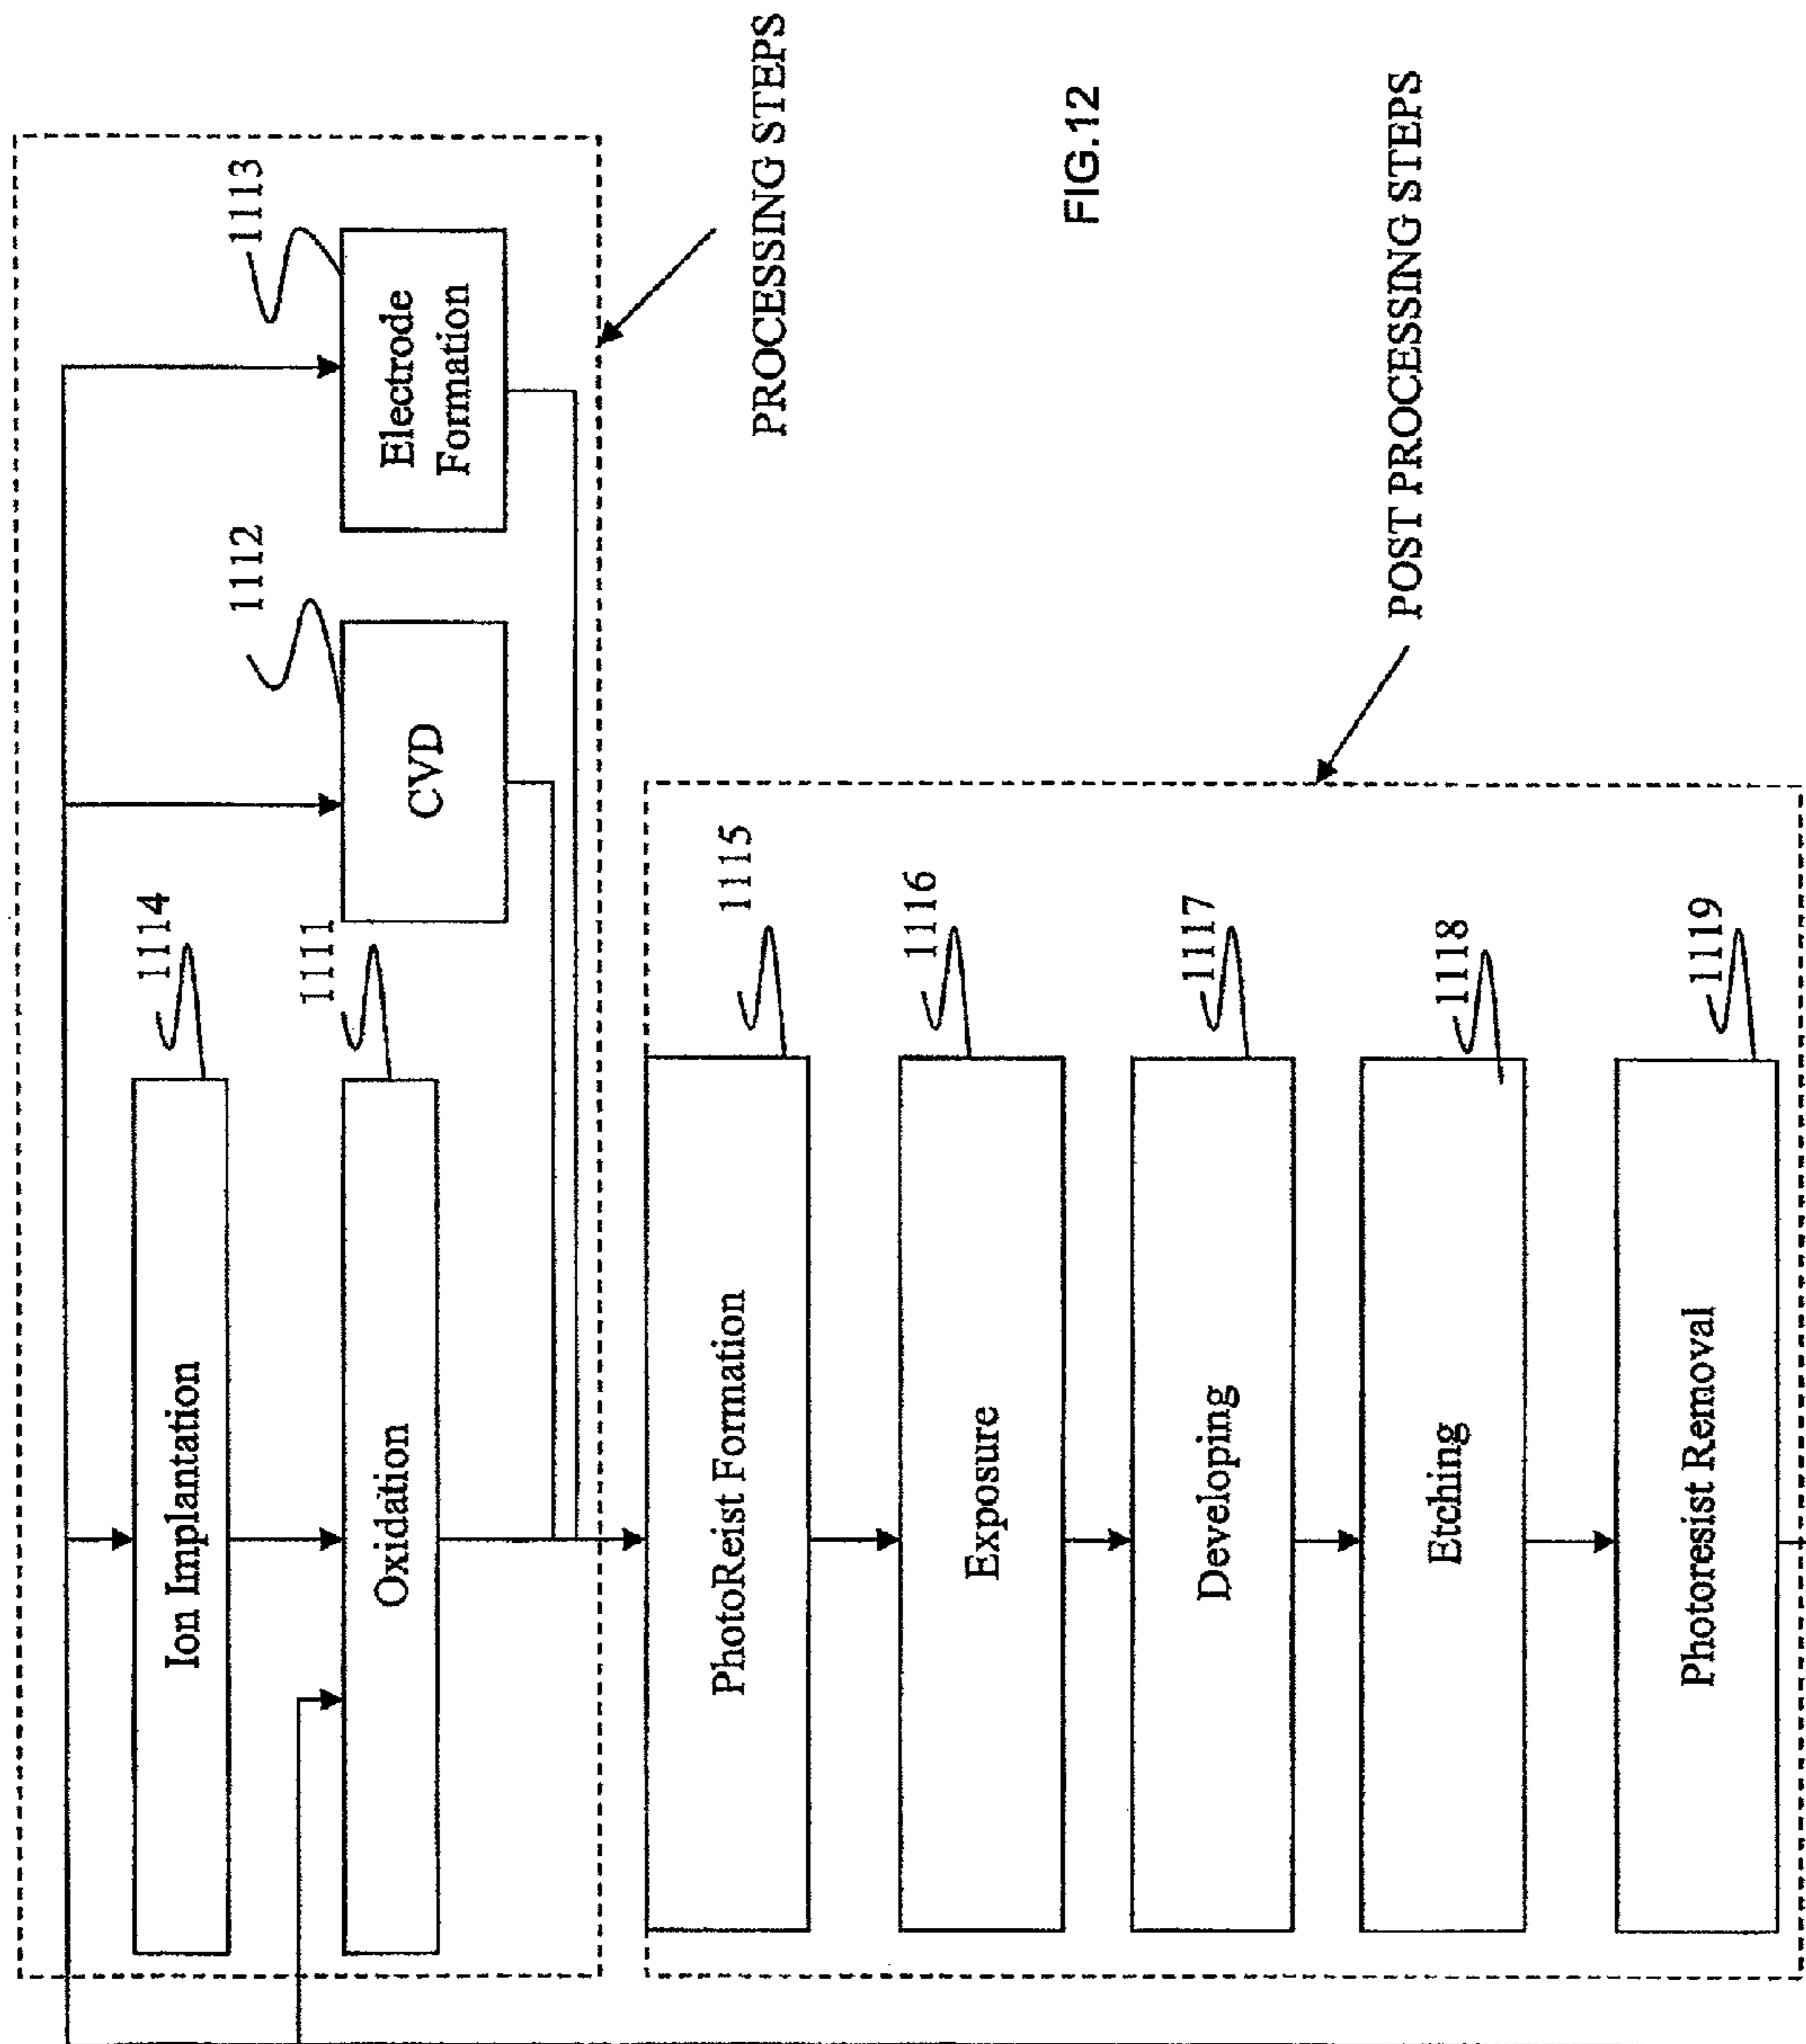 1114
Ion Implantation
1111
Oxidation
1112
CVD
1113
Electrode
Formation
PROCESSING STEPS
1115
PhotoReist Formation
1116
Exposure
1117
Developing
1118
Etching
1119
Photoresist Removal
POST PROCESSING STEPS
FIG.12